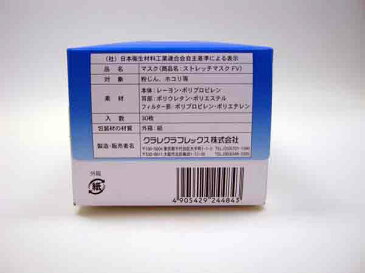 (社)日本衛生材料工業連合会自主基準による表示
品 名 マスク(商品名:ストレッチマスクFV)
対 象 粉じん、ホコリ等
素 材 本体:レーヨン・ポリプロピレン
耳部:ポリウレタン・ポリエステル
フィルター部:ポリプロピレン・ポリエチレン
入 数 30枚
包装材の材質 外箱:紙
製造・販売者名 クラレクラフレックス株式会社
外箱
紙
4 905429 244843